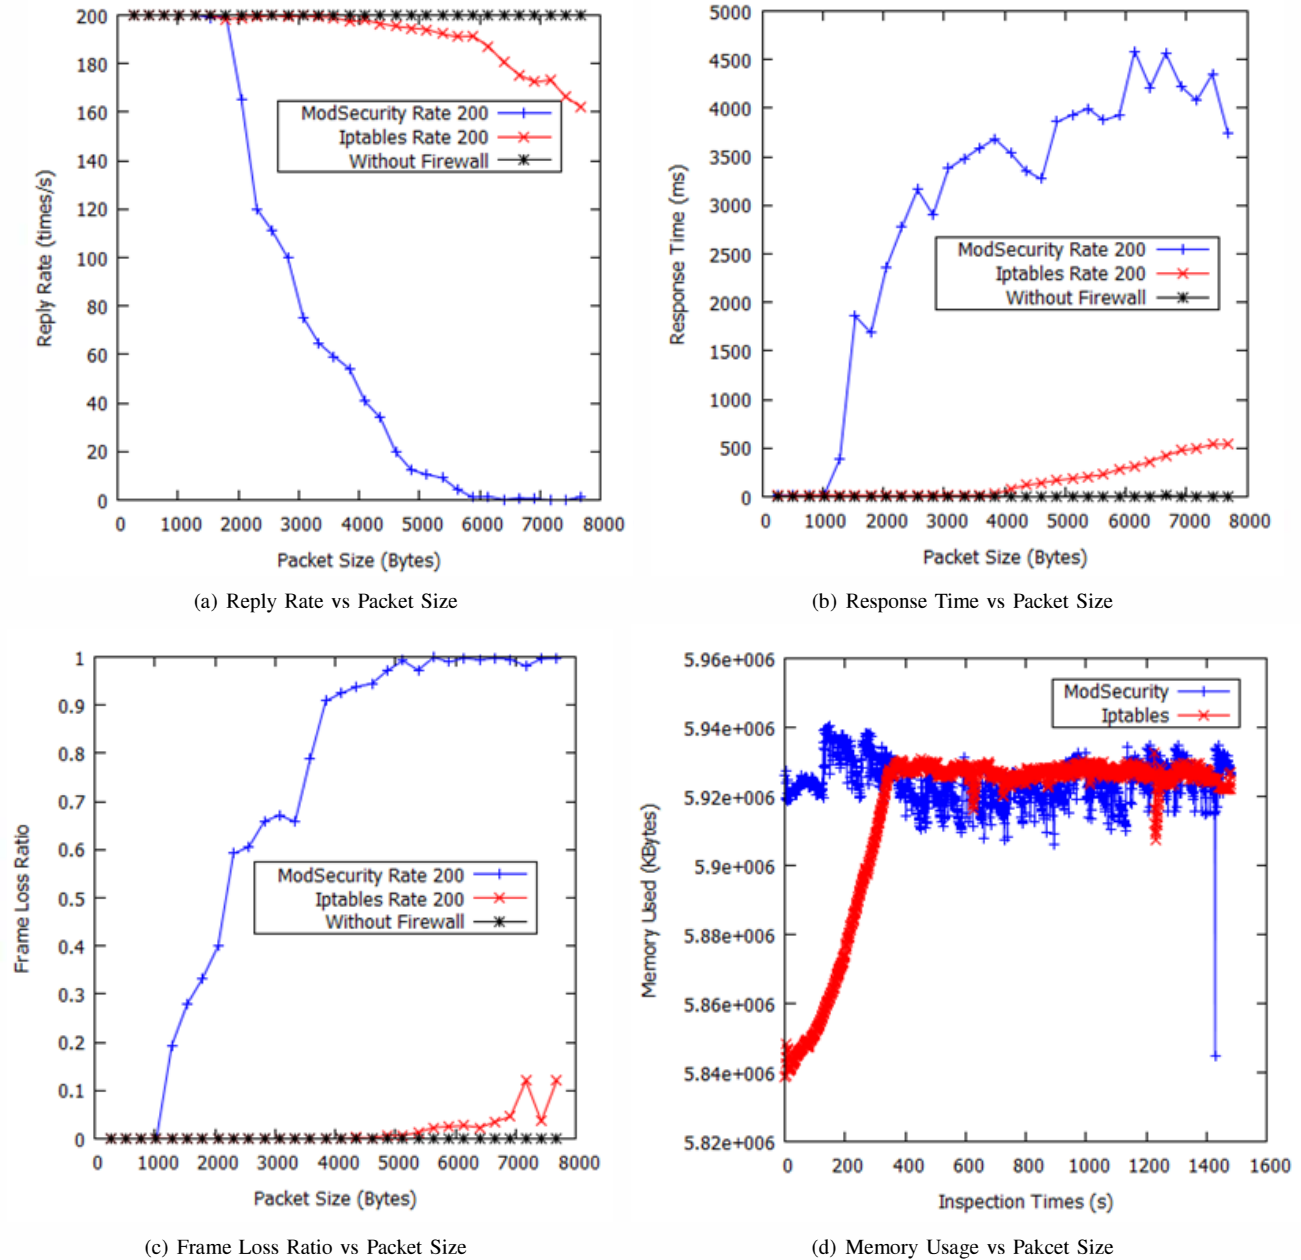 200
180
160
140
120
100
80
60
40
20
0
Reply Rate (times/s)
ModSecurity Rate 200
Iptables Rate 200
Without Firewall
0 1000 2000 3000 4000 5000 6000 7000 8000
Packet Size (Bytes)
(a) Reply Rate vs Packet Size
5000
4500
4000
3500
3000
2500
2000
1500
1000
500
0
Response Time (ms)
ModSecurity Rate 200
Iptables Rate 200
Without Firewall
0 1000 2000 3000 4000 5000 6000 7000 8000
Packet Size (Bytes)
(b) Response Time vs Packet Size
1
0.9
0.8
0.7
0.6
0.5
0.4
0.3
0.2
0.1
0
Frame Loss Ratio
ModSecurity Rate 200
Iptables Rate 200
Without Firewall
0 1000 2000 3000 4000 5000 6000 7000 8000
Packet Size (Bytes)
(c) Frame Loss Ratio vs Packet Size
5.96e+006
5.94e+006
5.92e+006
5.9e+006
5.88e+006
5.86e+006
5.84e+006
5.82e+006
Memory Used (KBytes)
ModSecurity
Iptables
0 200 400 600 800 1000 1200 1400 1600
Inspection Times (s)
(d) Memory Usage vs Pakcet Size